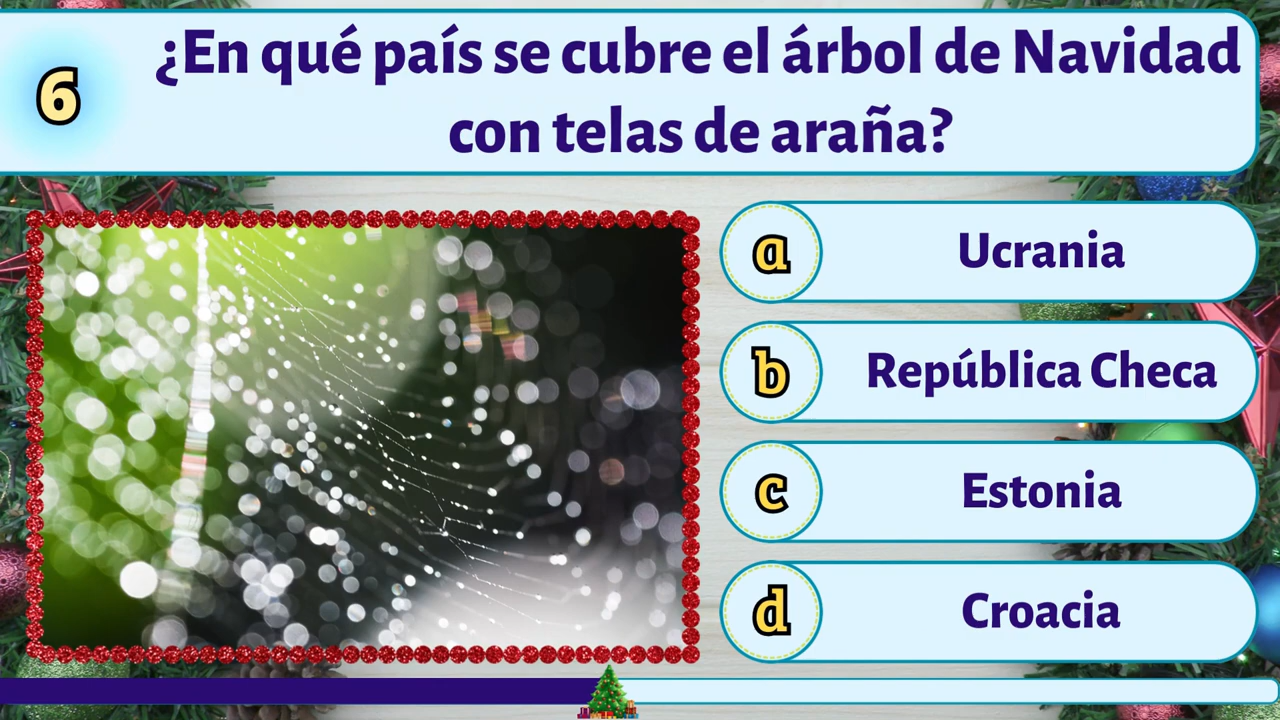 6
¿En qué país se cubre el árbol de Navidad
con telas de araña?
a Ucrania
b República Checa
c Estonia
d Croacia